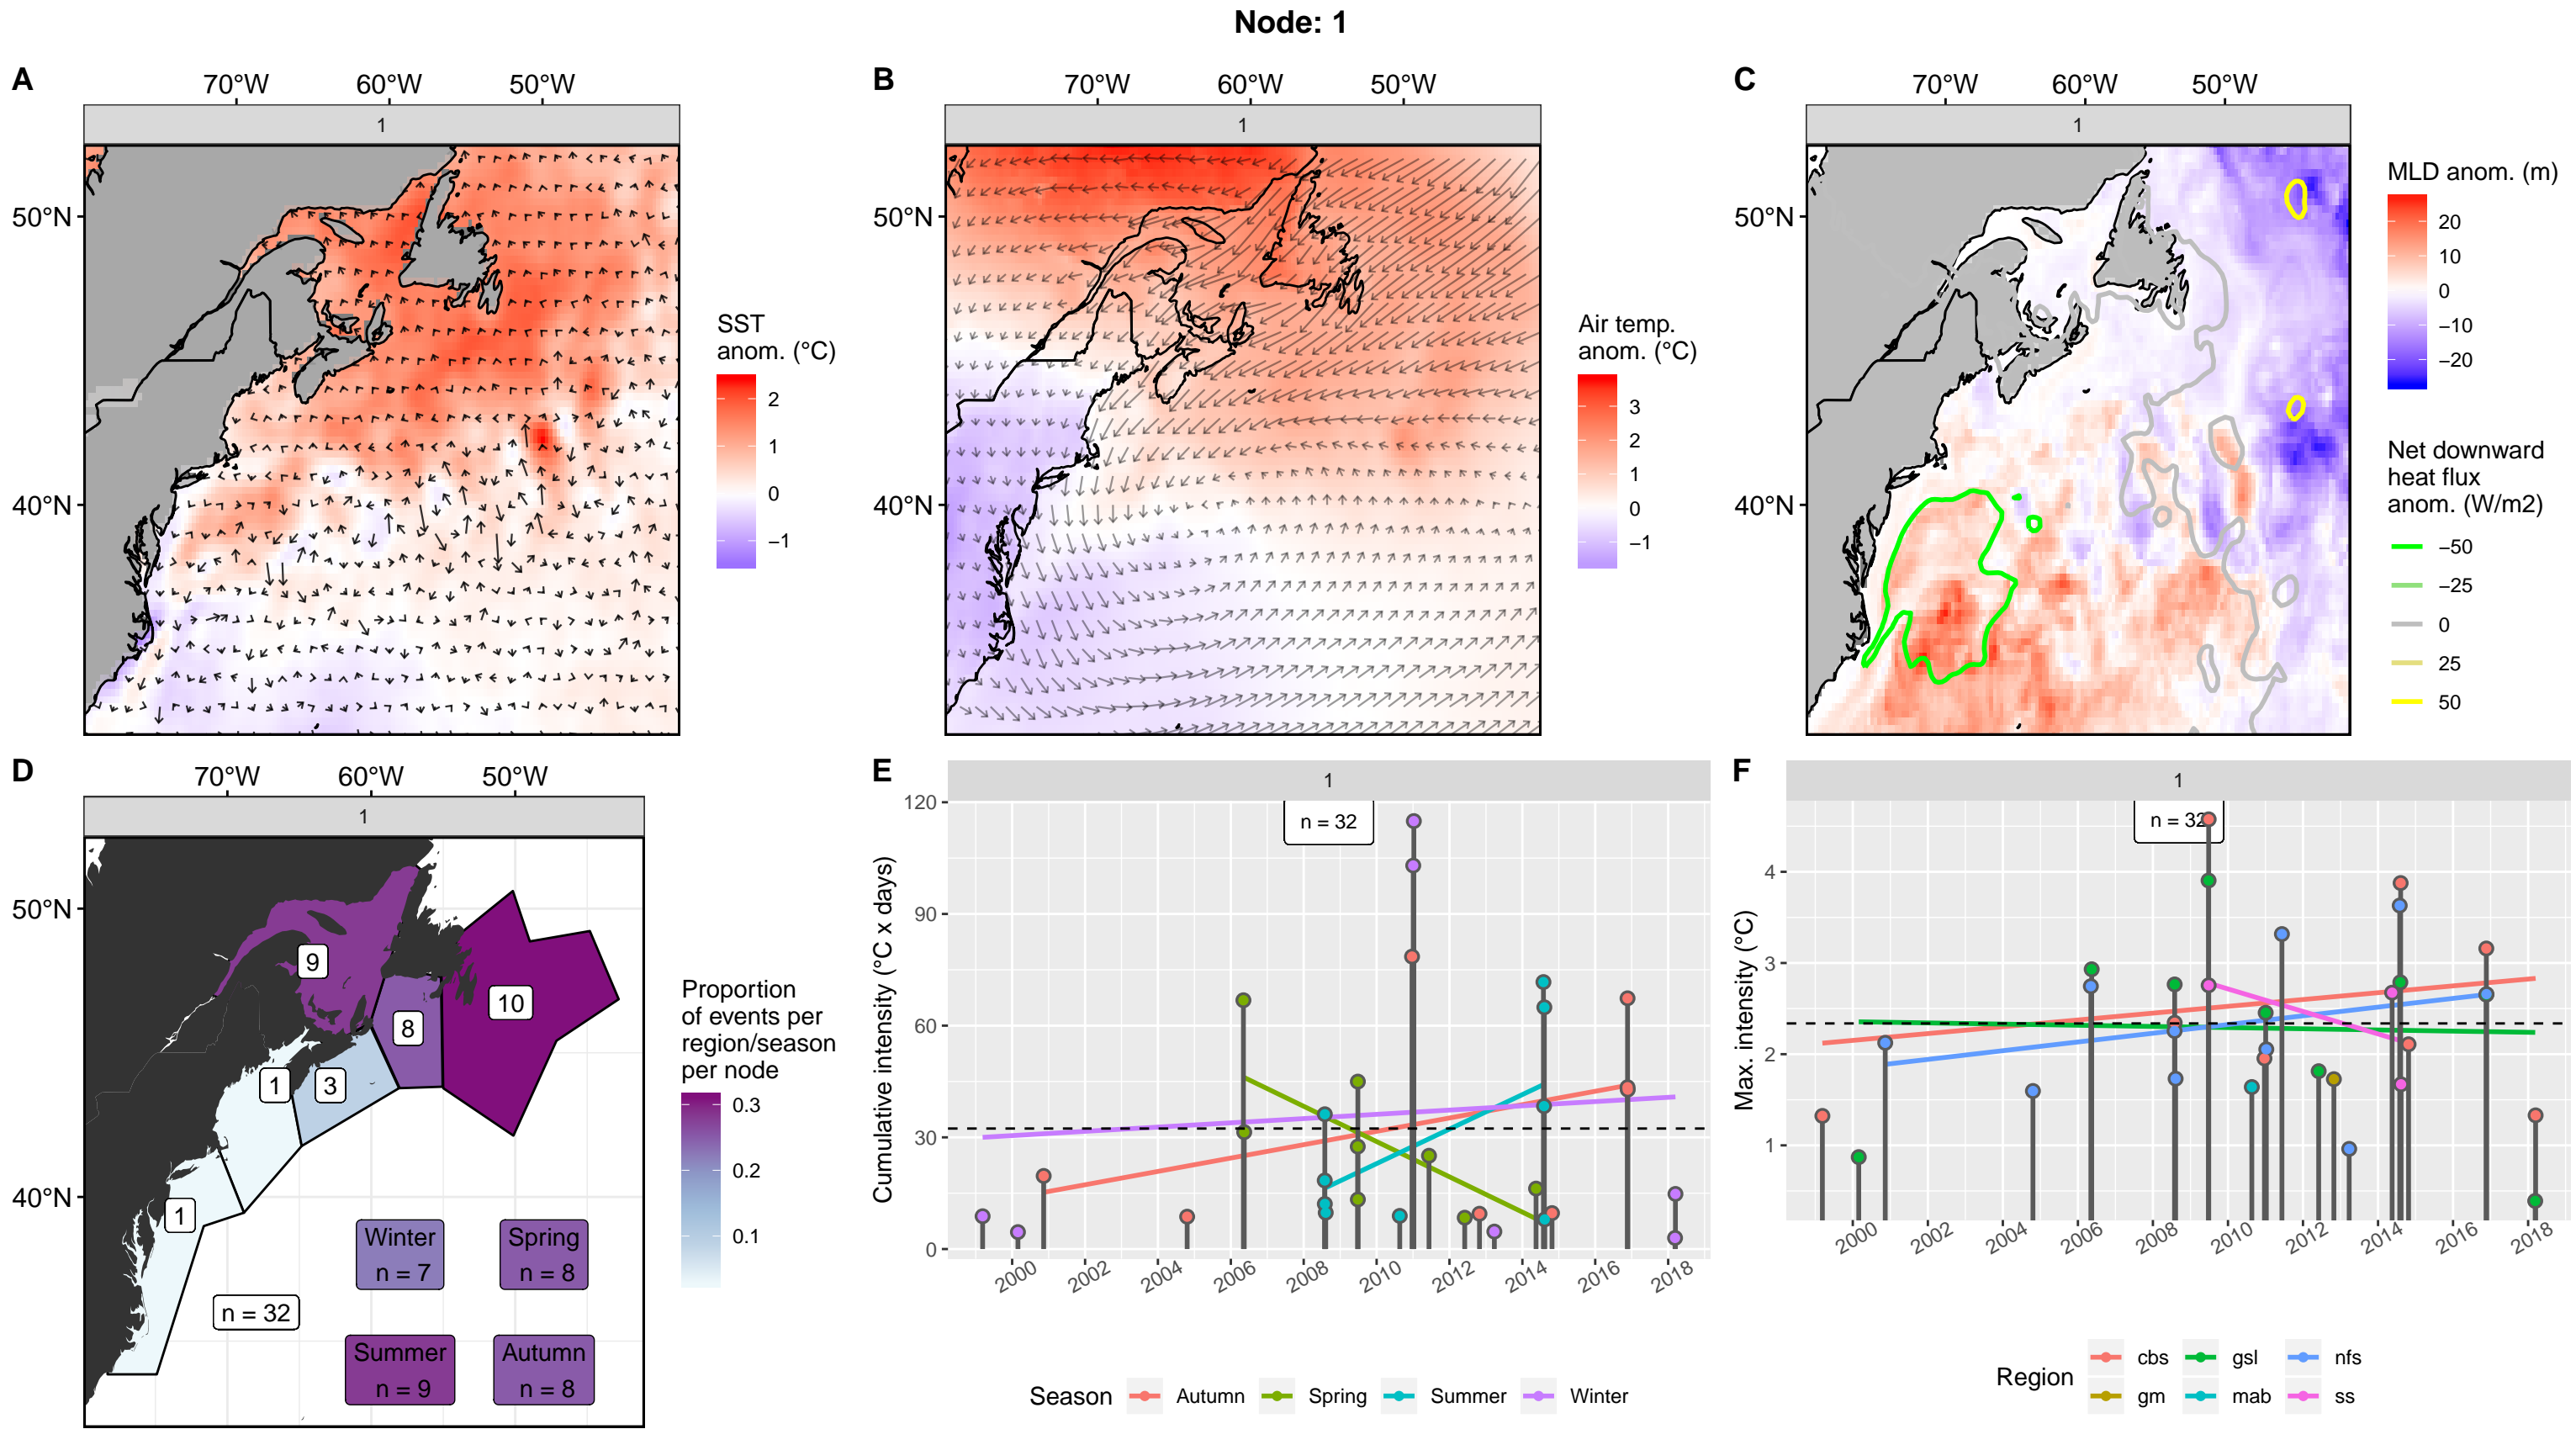 Node: 1
A
70°W 60°W 50°W
1
50°N
40°N
SST
anom. (°C)
2
1
0
−1
B
70°W 60°W 50°W
1
50°N
40°N
Air temp.
anom. (°C)
3
2
1
0
−1
C
70°W 60°W 50°W
1
50°N
40°N
MLD anom. (m)
20
10
0
−10
−20
Net downward
heat flux
anom. (W/m2)
−50
−25
0
25
50
D
70°W 60°W 50°W
1
50°N
40°N
9
10
8
1
3
1
Winter
n = 7
Spring
n = 8
n = 32
Summer
n = 9
Autumn
n = 8
Proportion
of events per
region/season
per node
0.3
0.2
0.1
E
1
n = 32
Cumulative intensity (°C x days)
120
90
60
30
0
2000 2002 2004 2006 2008 2010 2012 2014 2016 2018
Season Autumn Spring Summer Winter
F
1
n = 32
Max. intensity (°C)
4
3
2
1
2000 2002 2004 2006 2008 2010 2012 2014 2016 2018
Region
cbs gsl nfs
gm mab ss